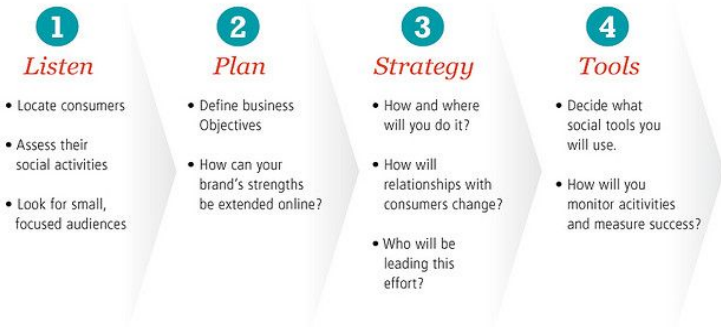 1
Listen
• Locate consumers
• Assess their
social activities
• Look for small,
focused audiences
2
Plan
• Define business
Objectives
• How can your
brand's strengths
be extended online?
3
Strategy
• How and where
will you do it?
• How will
relationships with
consumers change?
• Who will be
leading this
effort?
4
Tools
• Decide what
social tools you
will use.
• How will you
monitor acitivities
and measure success?